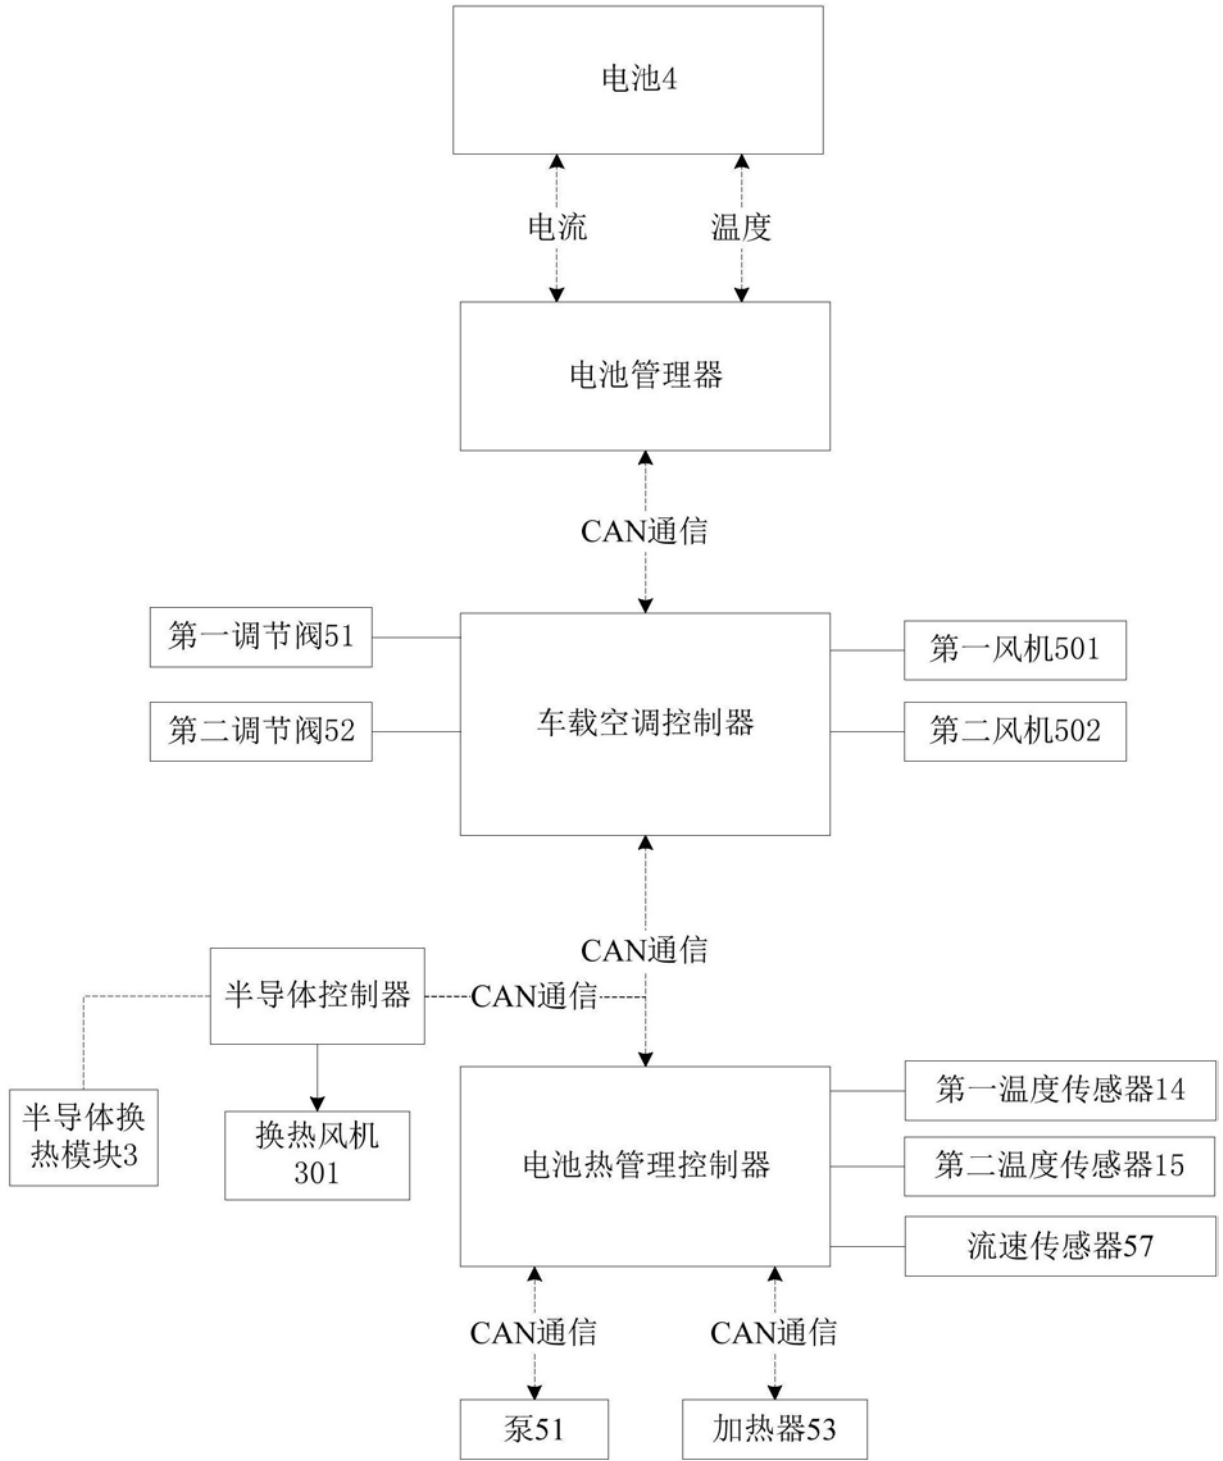 电池4
电流
温度
电池管理器
CAN通信
第一调节阀51
第一风机501
第二调节阀52
车载空调控制器
第二风机502
CAN通信
半导体控制器
CAN通信
半导体换
热模块3
换热风机
301
电池热管理控制器
第一温度传感器14
第二温度传感器15
流速传感器57
CAN通信
CAN通信
泵51
加热器53